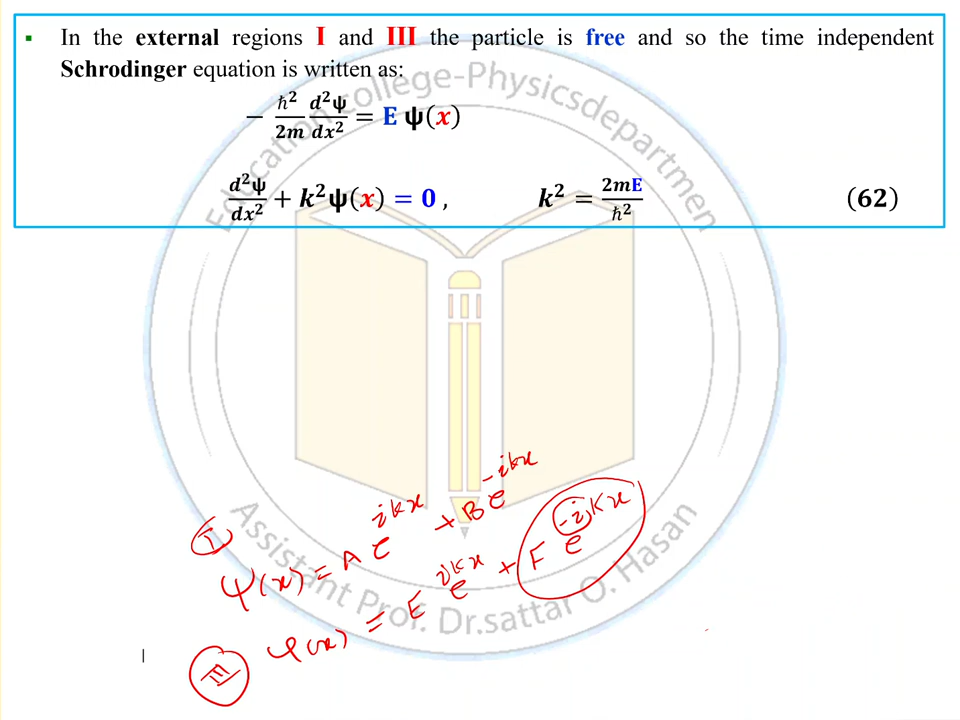 ▪ In the external regions I and III the particle is free and so the time independent
Schrodinger equation is written as:
− ℏ²/2m d²ψ/dx² = E ψ(x)
d²ψ/dx² + k²ψ(x) = 0 , k² = 2mE/ℏ² (62)
Education College-Physicsdepartment
I
ψ(x) = A e^{ikx} + B e^{-ikx}
III ψ(x) = E e^{ikx} + F e^{-ikx}
Assistant Prof. Dr.sattar O. Hasan